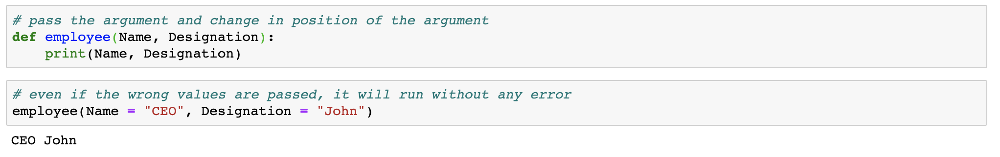 # pass the argument and change in position of the argument
def employee(Name, Designation):
    print(Name, Designation)
# even if the wrong values are passed, it will run without any error
employee(Name = "CEO", Designation = "John")
CEO John